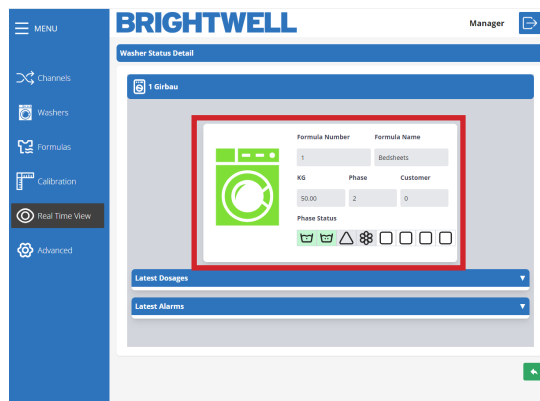 MENU
BRIGHTWELL
Manager
Washer Status Detail
Channels
1 Girbau
Washers
Formulas
Calibration
Real Time View
Advanced
Formula Number Formula Name
1 Bedsheets
KG Phase Customer
50.00 2 0
Phase Status
Latest Dosages
Latest Alarms